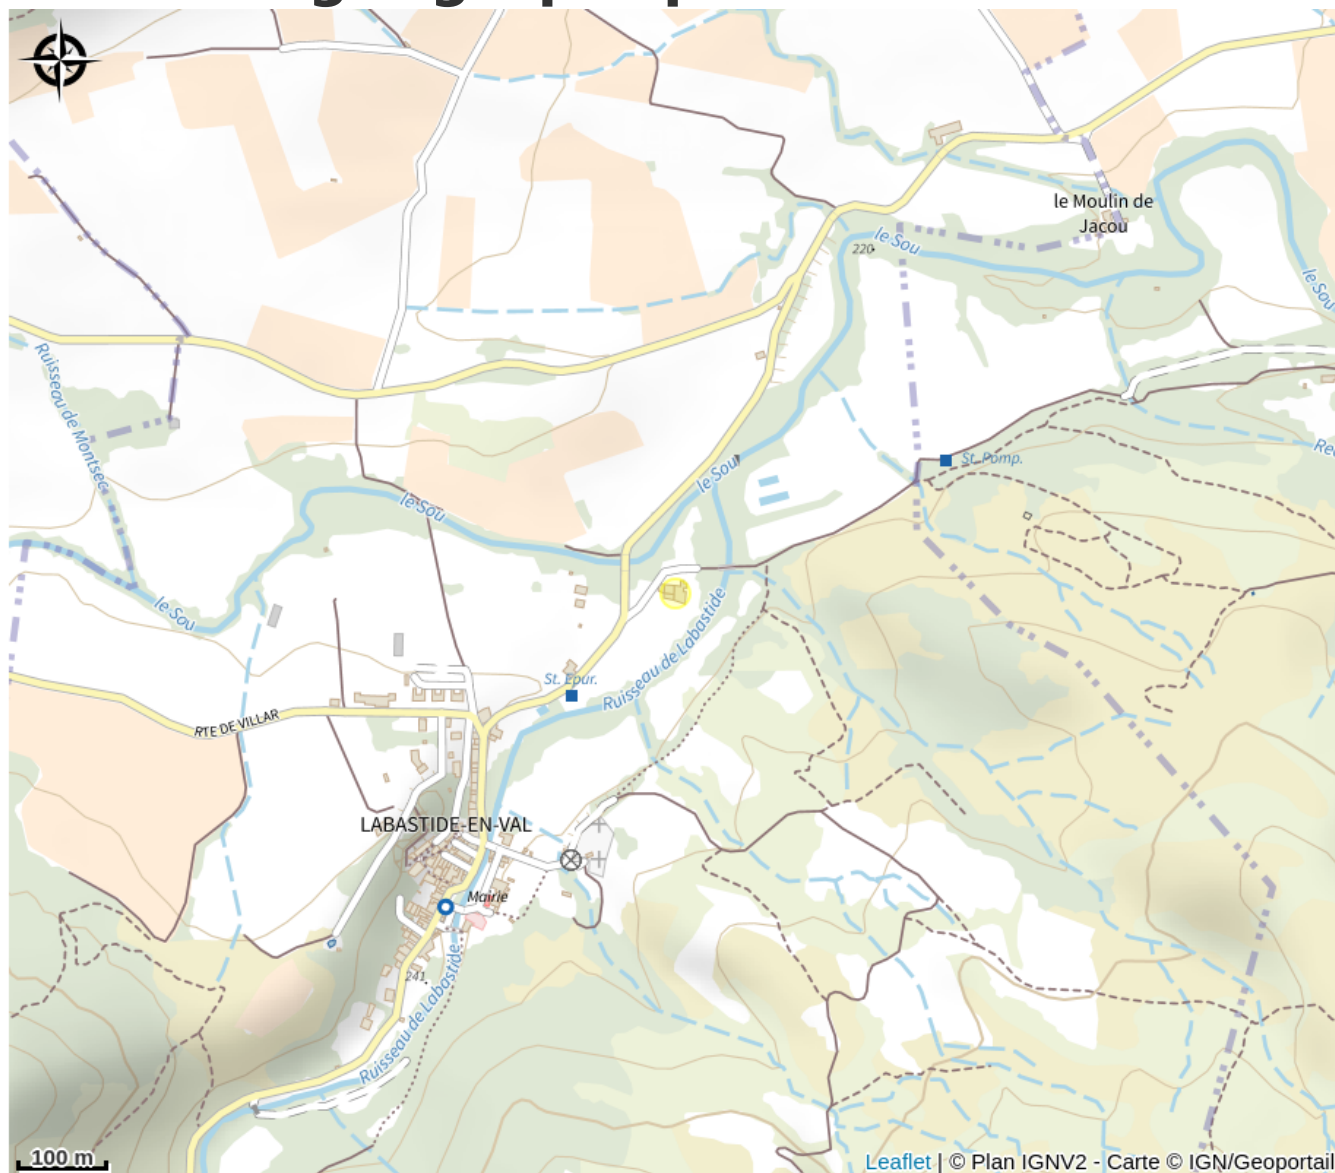 le Moulin de
Jacou
le Sou
220
le Sou
Ruisseau de Montsec
St. Pomp.
le Sou
le Sou
le Sou
St. Epur.
Ruisseau de Labastide
RTE DE VILLAR
LABASTIDE-EN-VAL
Mairie
241
Ruisseau de Labastide
100 m
Leaflet | © Plan IGNV2 - Carte © IGN/Geoportail